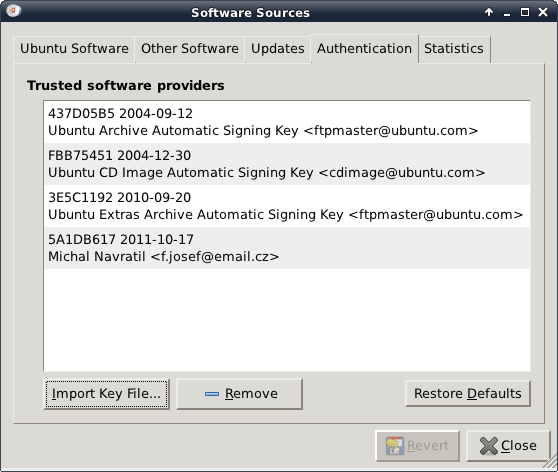 Software Sources
Ubuntu Software Other Software Updates Authentication Statistics
Trusted software providers
437D05B5 2004-09-12
Ubuntu Archive Automatic Signing Key <ftpmaster@ubuntu.com>
FBB75451 2004-12-30
Ubuntu CD Image Automatic Signing Key <cdimage@ubuntu.com>
3E5C1192 2010-09-20
Ubuntu Extras Archive Automatic Signing Key <ftpmaster@ubuntu.com>
5A1DB617 2011-10-17
Michal Navratil <f.josef@email.cz>
Import Key File... Remove Restore Defaults
Revert Close